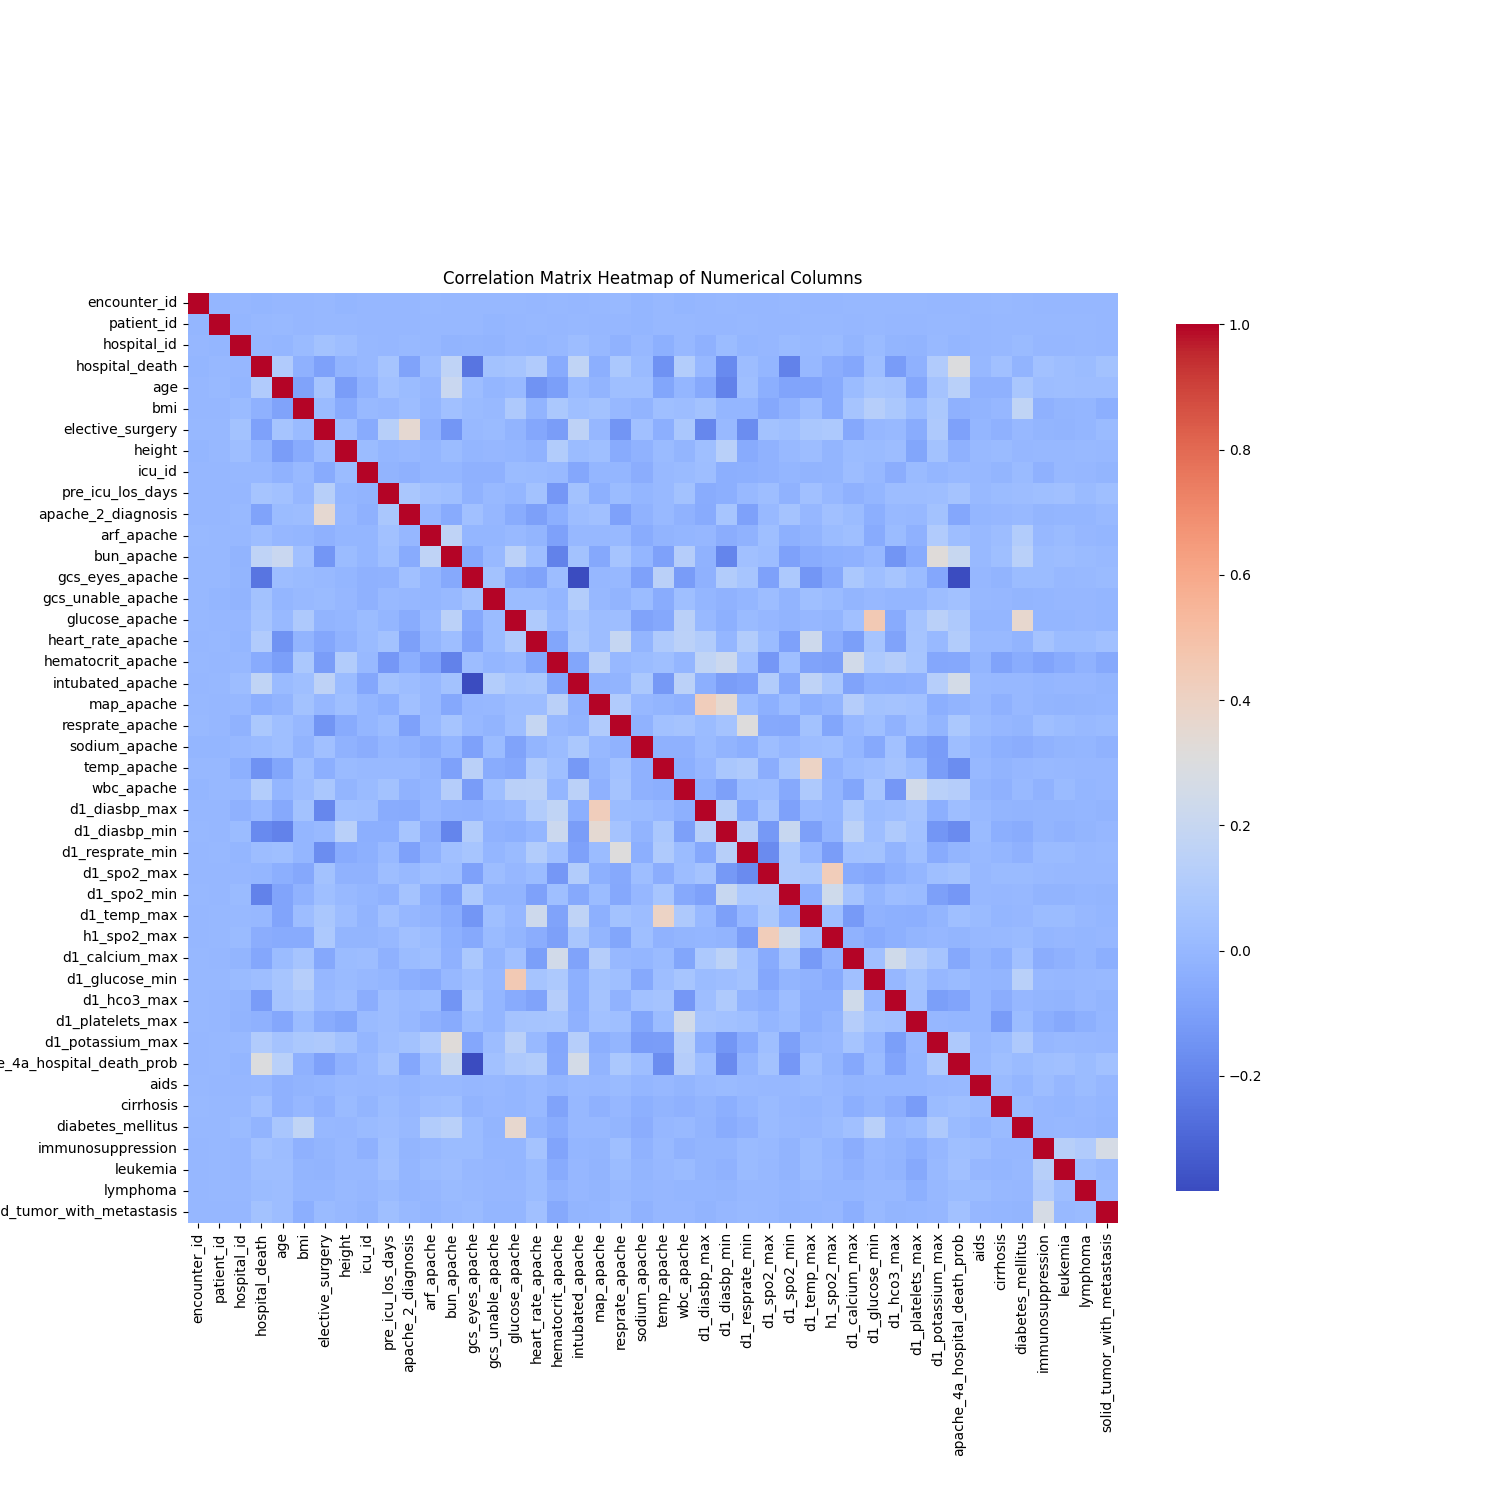 Correlation Matrix Heatmap of Numerical Columns
encounter_id
patient_id
hospital_id
hospital_death
age
bmi
elective_surgery
height
icu_id
pre_icu_los_days
apache_2_diagnosis
arf_apache
bun_apache
gcs_eyes_apache
gcs_unable_apache
glucose_apache
heart_rate_apache
hematocrit_apache
intubated_apache
map_apache
resprate_apache
sodium_apache
temp_apache
wbc_apache
d1_diasbp_max
d1_diasbp_min
d1_resprate_min
d1_spo2_max
d1_spo2_min
d1_temp_max
h1_spo2_max
d1_calcium_max
d1_glucose_min
d1_hco3_max
d1_platelets_max
d1_potassium_max
e_4a_hospital_death_prob
aids
cirrhosis
diabetes_mellitus
immunosuppression
leukemia
lymphoma
d_tumor_with_metastasis
encounter_id
patient_id
hospital_id
hospital_death
age
bmi
elective_surgery
height
icu_id
pre_icu_los_days
apache_2_diagnosis
arf_apache
bun_apache
gcs_eyes_apache
gcs_unable_apache
glucose_apache
heart_rate_apache
hematocrit_apache
intubated_apache
map_apache
resprate_apache
sodium_apache
temp_apache
wbc_apache
d1_diasbp_max
d1_diasbp_min
d1_resprate_min
d1_spo2_max
d1_spo2_min
d1_temp_max
h1_spo2_max
d1_calcium_max
d1_glucose_min
d1_hco3_max
d1_platelets_max
d1_potassium_max
apache_4a_hospital_death_prob
aids
cirrhosis
diabetes_mellitus
immunosuppression
leukemia
lymphoma
solid_tumor_with_metastasis
1.0
0.8
0.6
0.4
0.2
0.0
−0.2